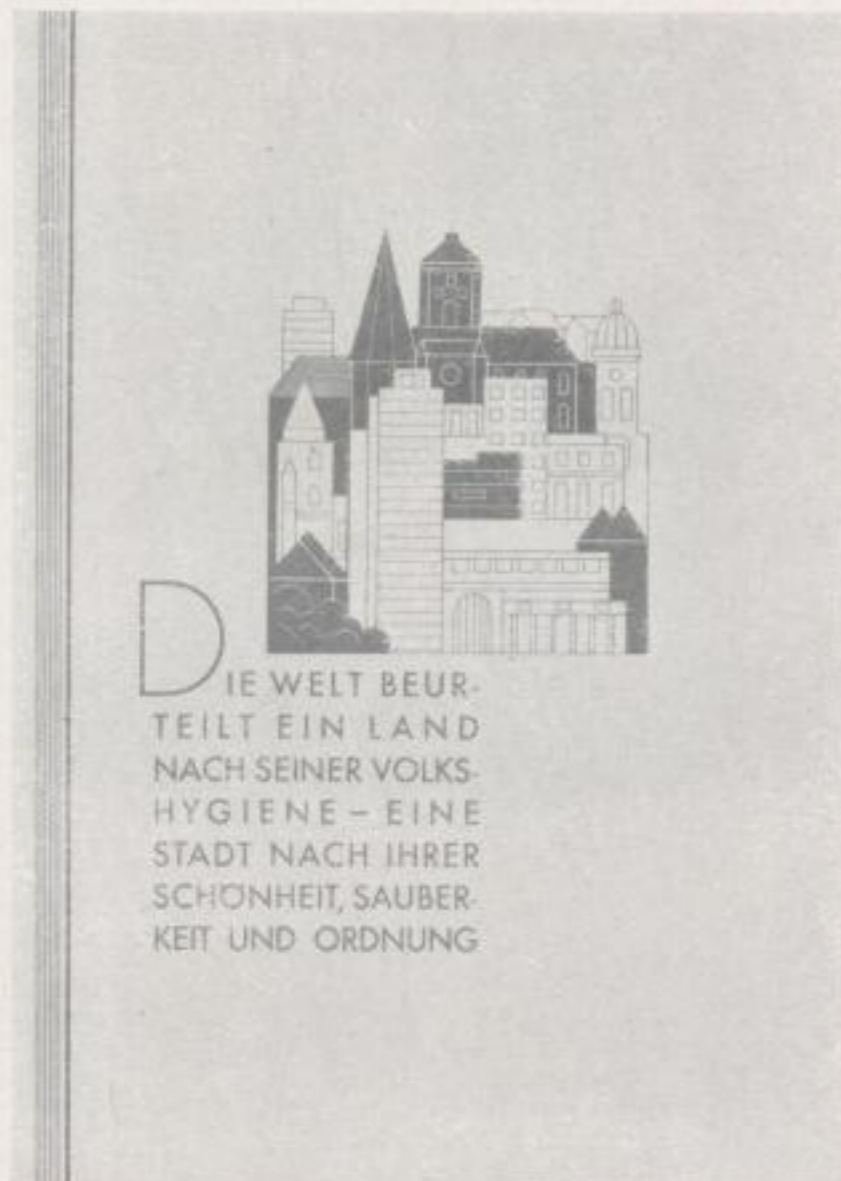 DIE WELT BEUR-
TEILT EIN LAND
NACH SEINER VOLKS-
HYGIENE – EINE
STADT NACH IHRER
SCHÖNHEIT, SAUBER-
KEIT UND ORDNUNG